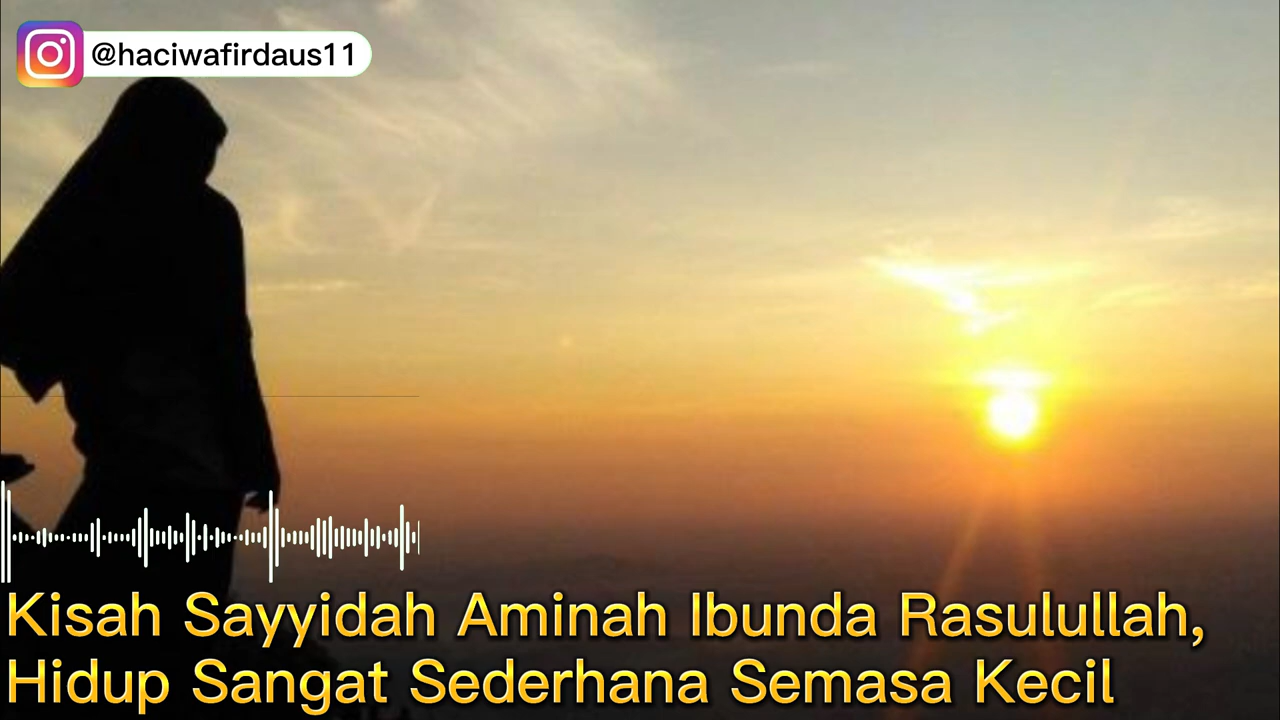 @haciwafirdaus11
Kisah Sayyidah Aminah Ibunda Rasulullah,
Hidup Sangat Sederhana Semasa Kecil